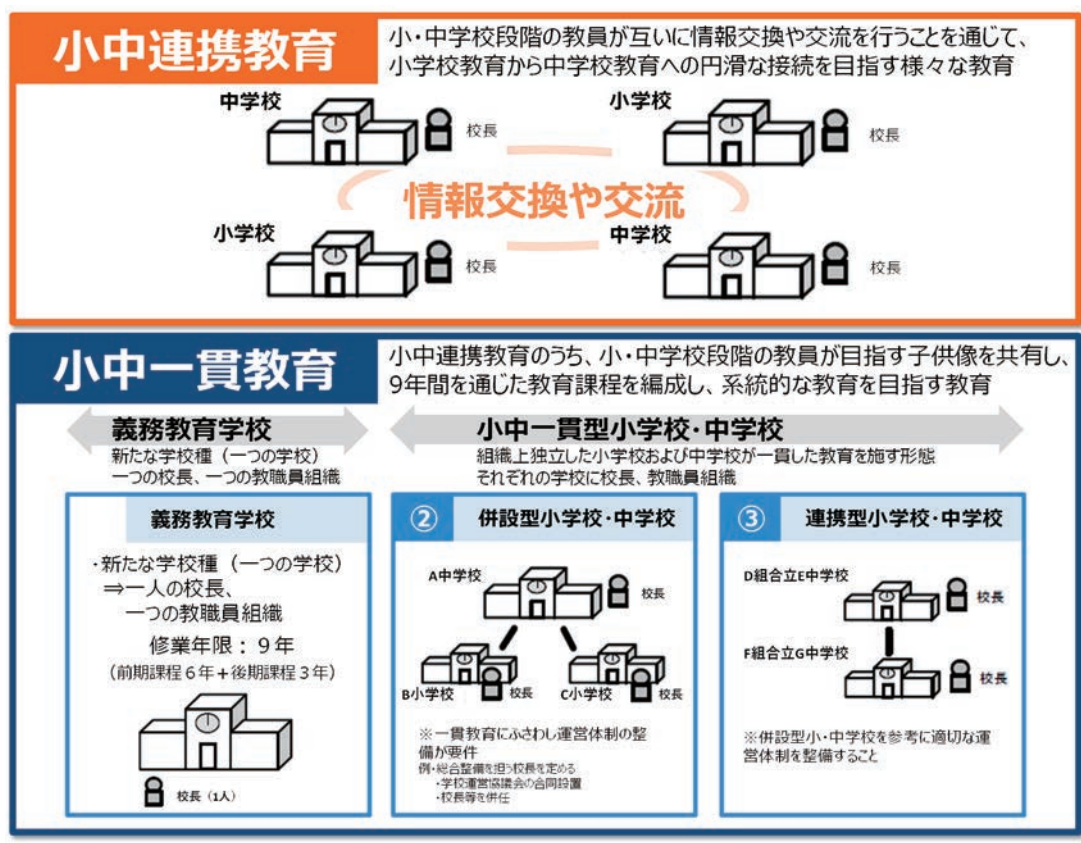 小中連携教育
小・中学校段階の教員が互いに情報交換や交流を行うことを通じて、
小学校教育から中学校教育への円滑な接続を目指す様々な教育
中学校
校長
小学校
校長
情報交換や交流
小学校
校長
中学校
校長
小中一貫教育
小中連携教育のうち、小・中学校段階の教員が目指す子供像を共有し、
9年間を通じた教育課程を編成し、系統的な教育を目指す教育
義務教育学校
新たな学校種（一つの学校）
一つの校長、一つの教職員組織
小中一貫型小学校・中学校
組織上独立した小学校および中学校が一貫した教育を施す形態
それぞれの学校に校長、教職員組織
義務教育学校
・新たな学校種（一つの学校）
⇒一人の校長、
一つの教職員組織
修業年限：９年
（前期課程６年＋後期課程３年）
校長（1人）
② 併設型小学校・中学校
A中学校
校長
B小学校
校長
C小学校
校長
※一貫教育にふさわし運営体制の整
備が要件
例・総合整備を担う校長を定める
・学校運営協議会の合同設置
・校長等を併任
③ 連携型小学校・中学校
D組合立E中学校
校長
F組合立G中学校
校長
※併設型小・中学校を参考に適切な運
営体制を整備すること